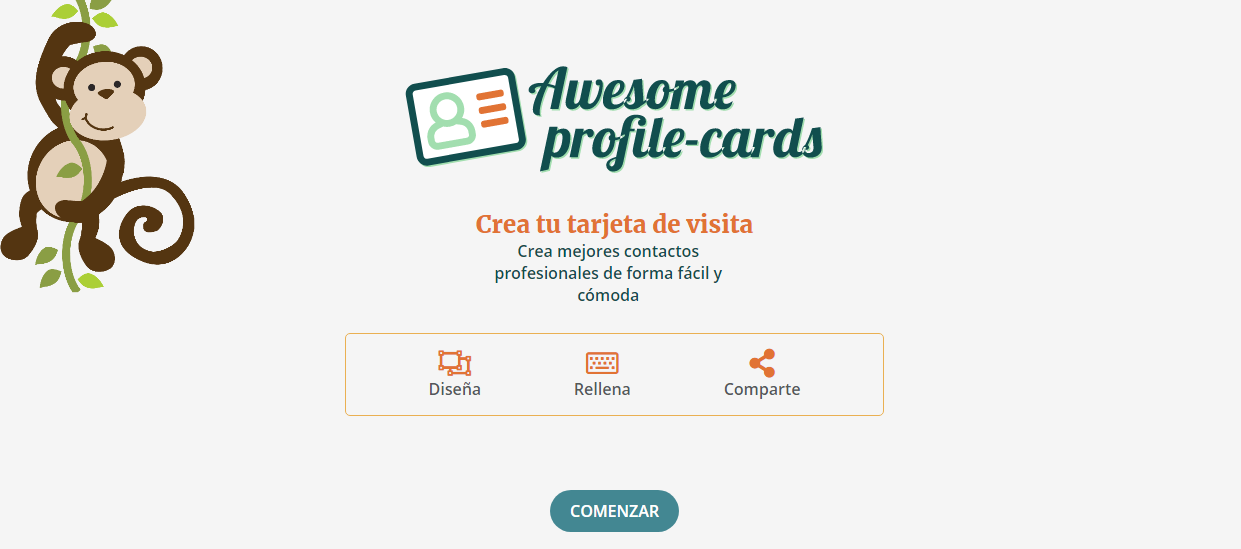 Awesome
profile-cards
Crea tu tarjeta de visita
Crea mejores contactos
profesionales de forma fácil y
cómoda
Diseña
Rellena
Comparte
COMENZAR